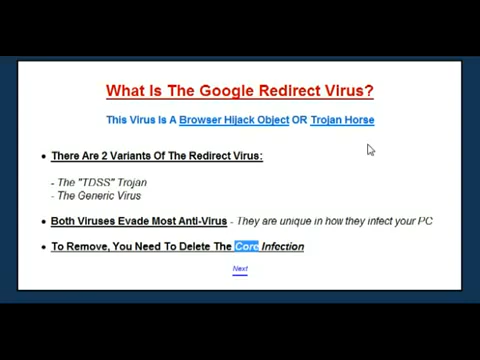 What Is The Google Redirect Virus?
This Virus Is A Browser Hijack Object OR Trojan Horse
• There Are 2 Variants Of The Redirect Virus:
- The "TDSS" Trojan
- The Generic Virus
• Both Viruses Evade Most Anti-Virus - They are unique in how they infect your PC
• To Remove, You Need To Delete The Core Infection
Next